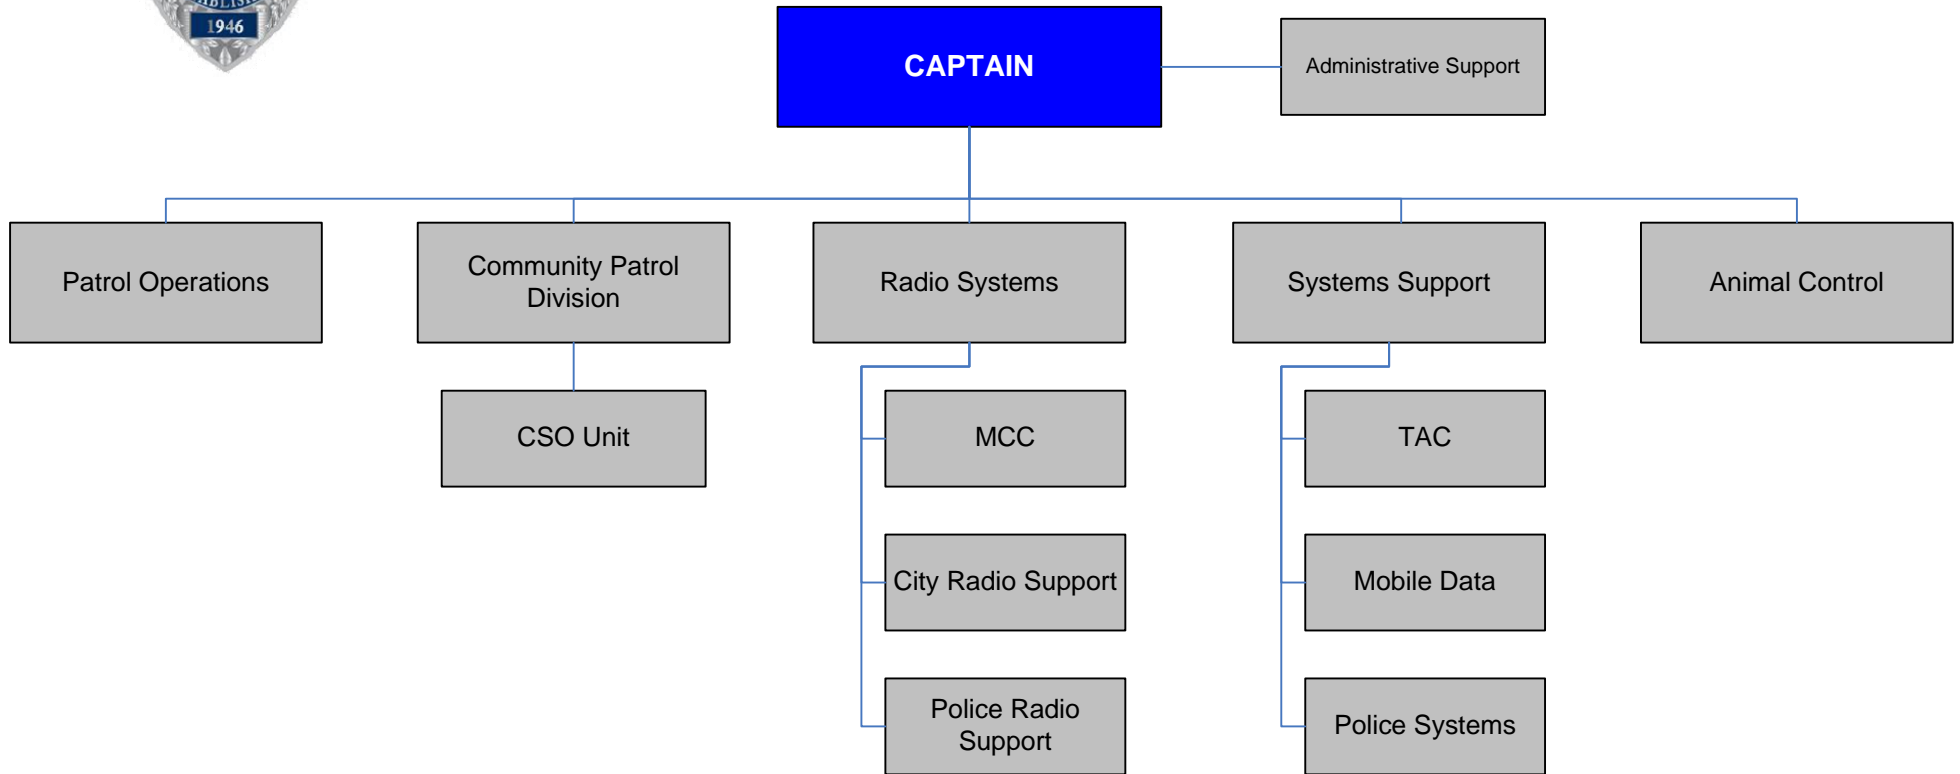 1946
CAPTAIN
Administrative Support
Patrol Operations
Community Patrol
Division
Radio Systems
Systems Support
Animal Control
CSO Unit
MCC
TAC
City Radio Support
Mobile Data
Police Radio
Support
Police Systems